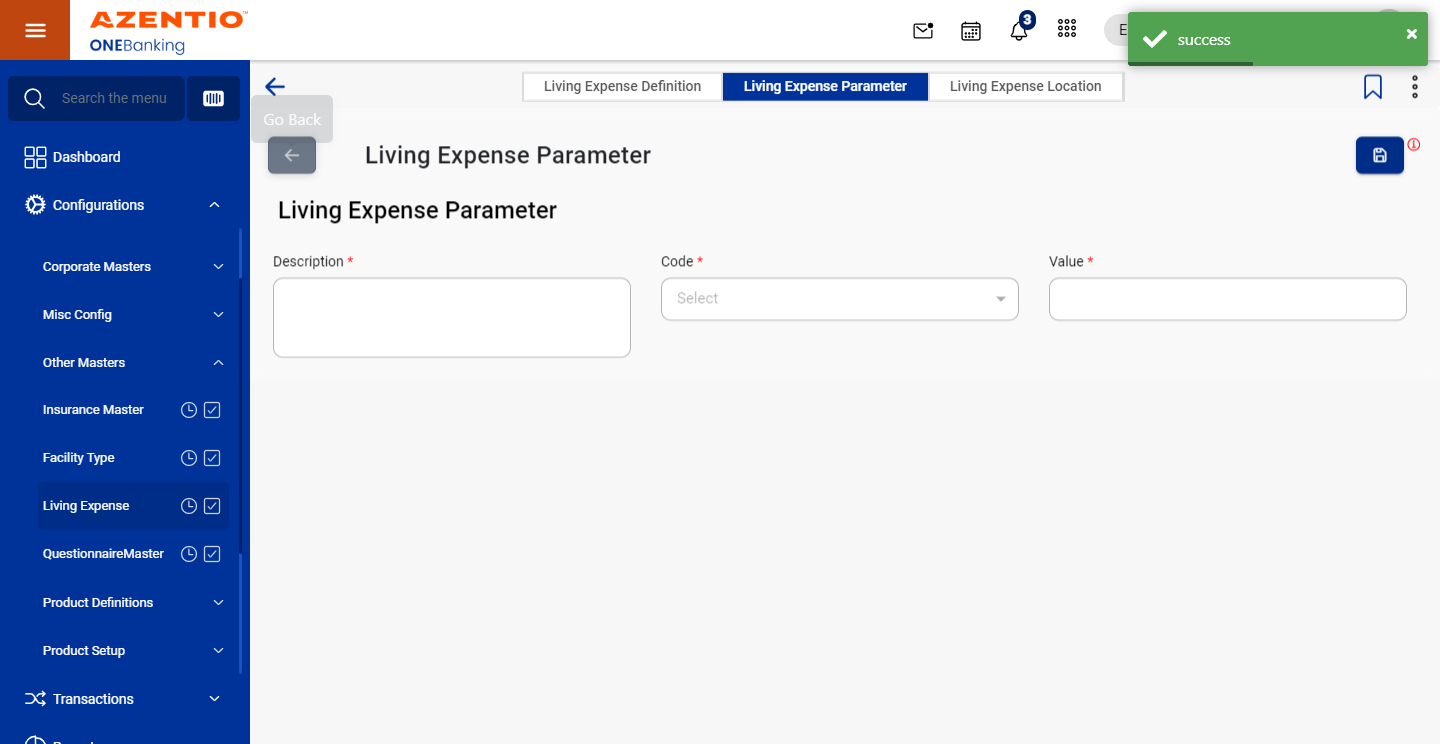 AZENTIO™
ONEBanking
3
E
success
Search the menu
Living Expense Definition
Living Expense Parameter
Living Expense Location
Go Back
Dashboard
Living Expense Parameter
Configurations
Living Expense Parameter
Corporate Masters
Description *
Code *
Value *
Select
Misc Config
Other Masters
Insurance Master
Facility Type
Living Expense
QuestionnaireMaster
Product Definitions
Product Setup
Transactions